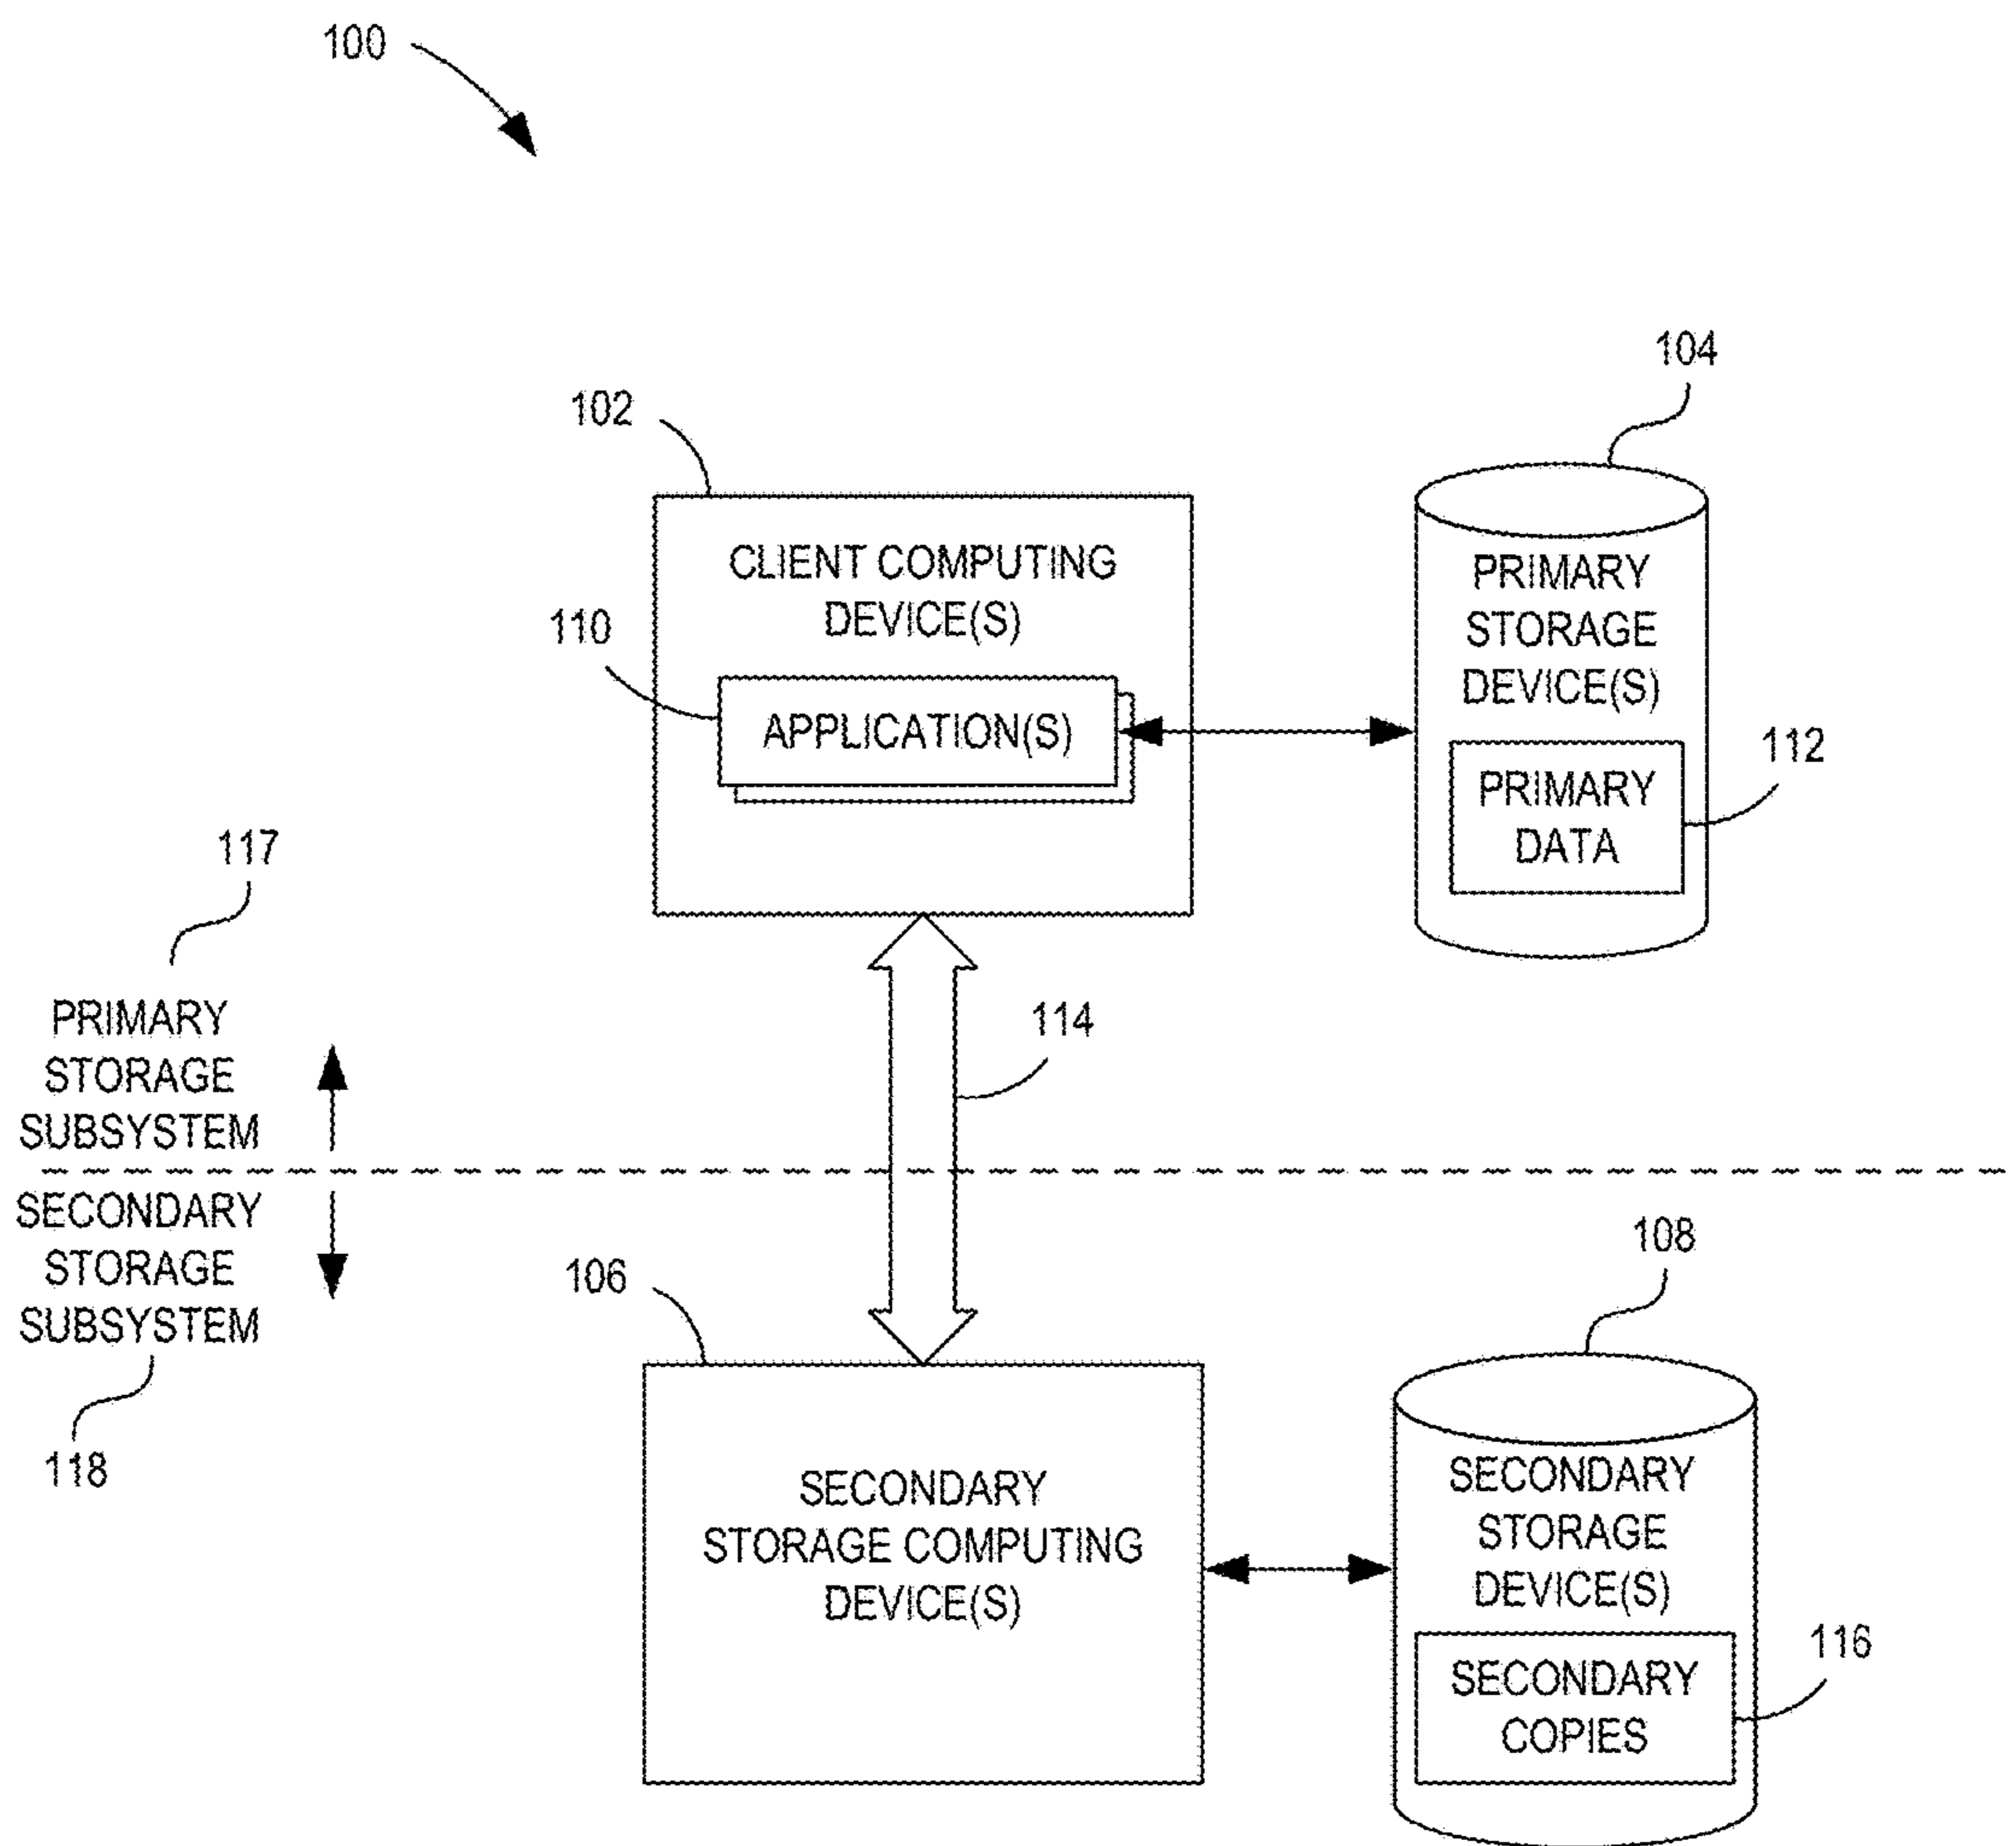 100
104
102
CLIENT COMPUTING
DEVICE(S)
110
APPLICATION(S)
PRIMARY
STORAGE
DEVICE(S)
112
PRIMARY
DATA
117
PRIMARY
STORAGE
SUBSYSTEM
114
SECONDARY
STORAGE
SUBSYSTEM
118
106
108
SECONDARY
STORAGE COMPUTING
DEVICE(S)
SECONDARY
STORAGE
DEVICE(S)
116
SECONDARY
COPIES